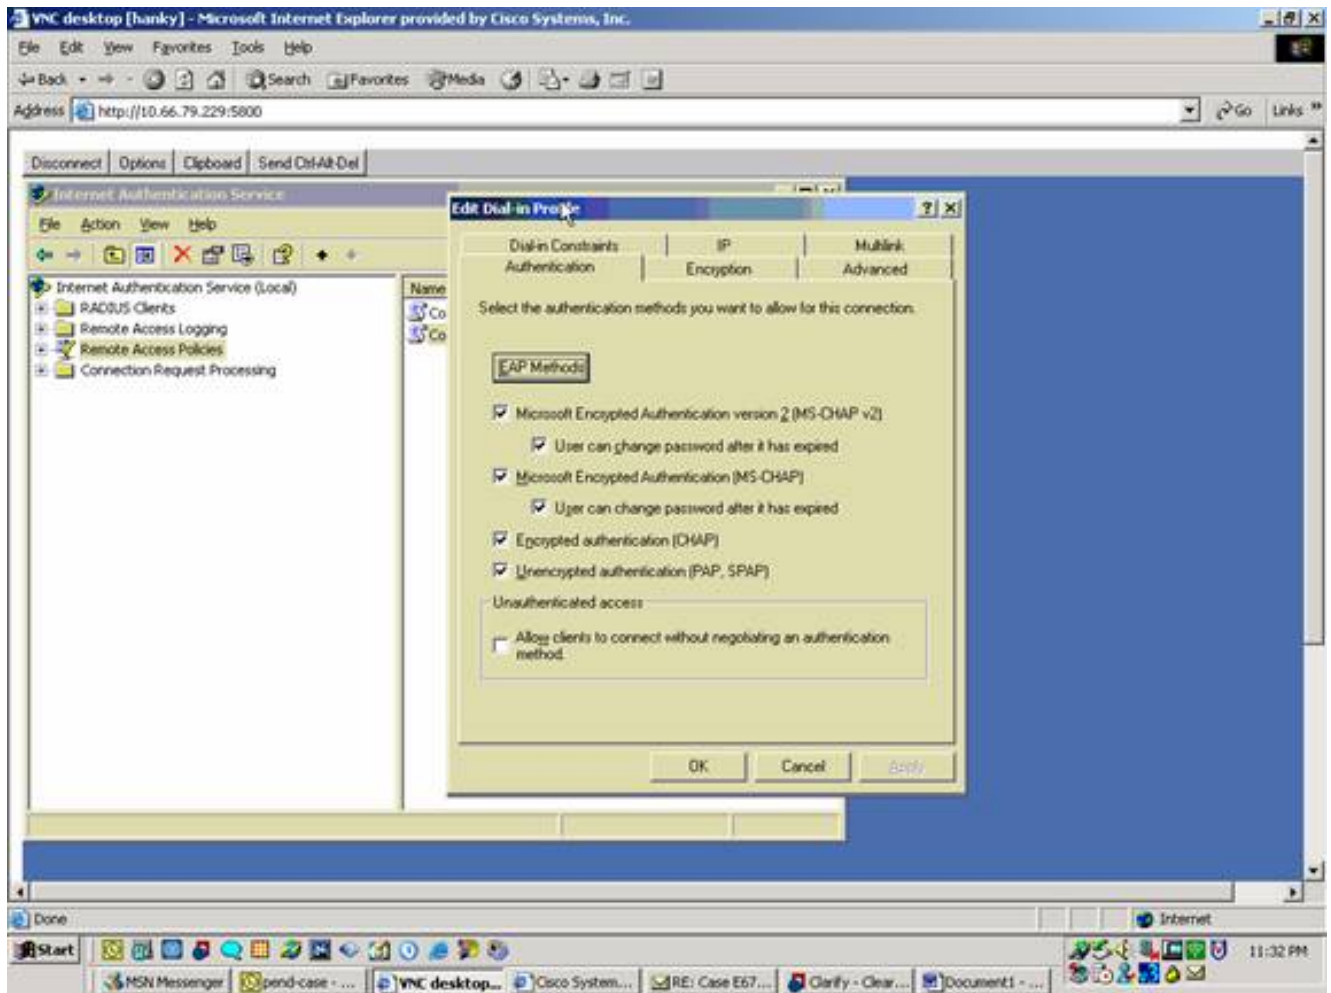 VNC desktop [hanky] - Microsoft Internet Explorer provided by Cisco Systems, Inc.
File Edit View Favorites Tools Help
Back Search Favorites Media
Address http://10.66.79.229:5800 Go Links »
Disconnect Options Clipboard Send Ctrl-Alt-Del
Internet Authentication Service
File Action View Help
Internet Authentication Service (Local)
RADIUS Clients
Remote Access Logging
Remote Access Policies
Connection Request Processing
Name
Co
Co
Edit Dial-in Profile
Dial-in Constraints IP Multilink
Authentication Encryption Advanced
Select the authentication methods you want to allow for this connection.
EAP Methods
Microsoft Encrypted Authentication version 2 (MS-CHAP v2)
User can change password after it has expired
Microsoft Encrypted Authentication (MS-CHAP)
User can change password after it has expired
Encrypted authentication (CHAP)
Unencrypted authentication (PAP, SPAP)
Unauthenticated access
Allow clients to connect without negotiating an authentication
method.
OK Cancel Apply
Done Internet
Start 11:32 PM
MSN Messenger pend-case - ... VNC desktop... Cisco System... RE: Case E67... Clarify - Clear... Document1 - ...